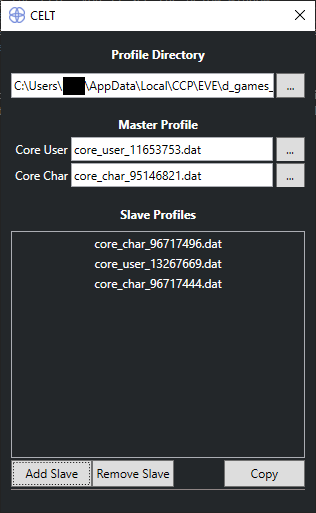 CELT
Profile Directory
C:\Users\ \AppData\Local\CCP\EVE\d_games_ ...
Master Profile
Core User core_user_11653753.dat ...
Core Char core_char_95146821.dat ...
Slave Profiles
core_char_96717496.dat
core_user_13267669.dat
core_char_96717444.dat
Add Slave Remove Slave Copy